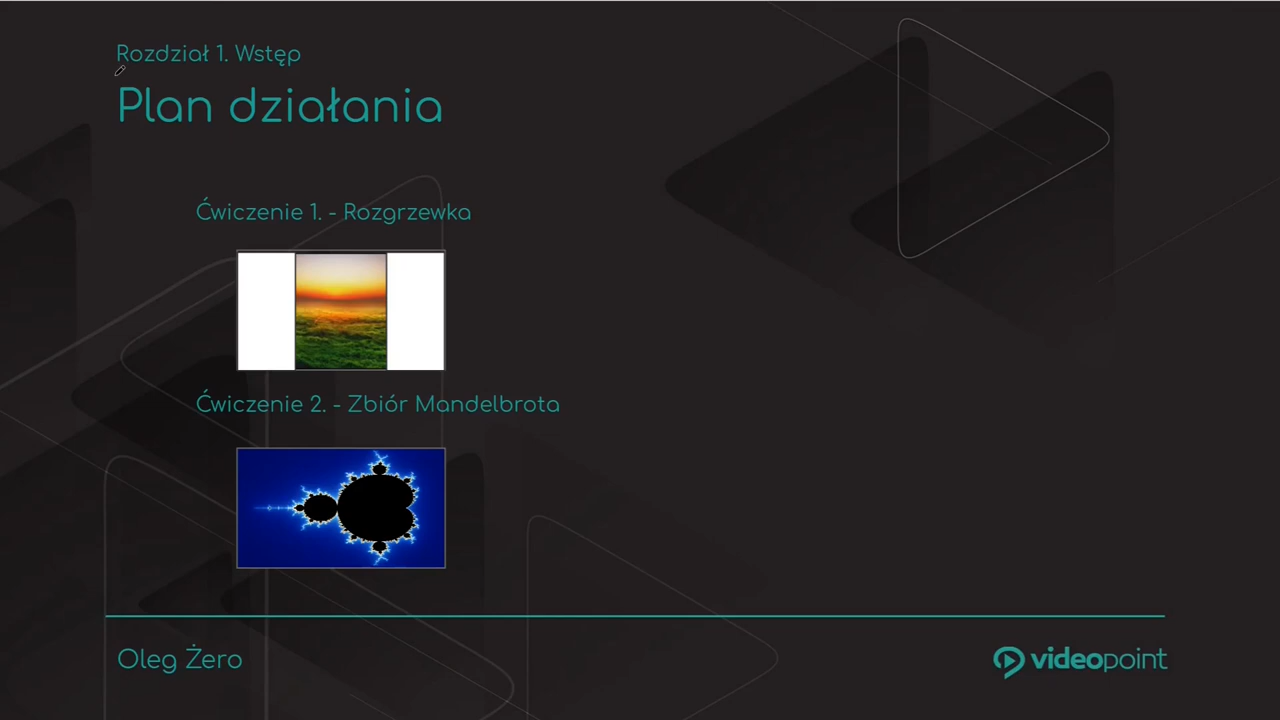 Rozdział 1. Wstęp
Plan działania
Ćwiczenie 1. - Rozgrzewka
Ćwiczenie 2. - Zbiór Mandelbrota
Oleg Żero
videopoint